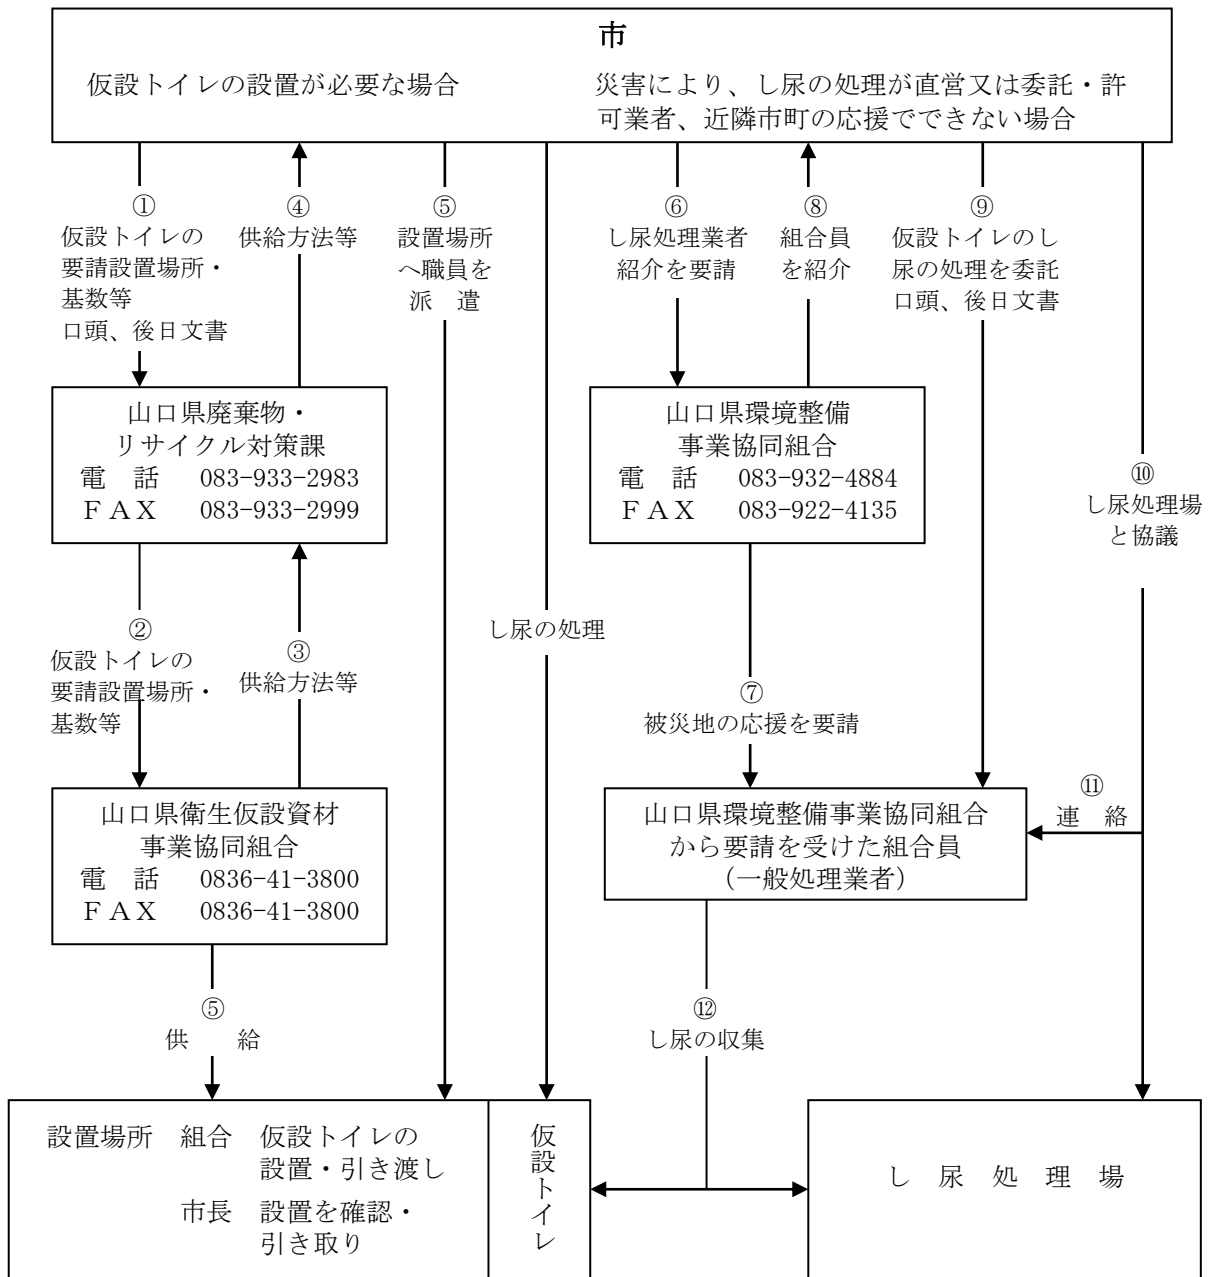 市
仮設トイレの設置が必要な場合
災害により、し尿の処理が直営又は委託・許
可業者、近隣市町の応援でできない場合
①
仮設トイレの
要請設置場所・
基数等
口頭、後日文書
④
供給方法等
⑤
設置場所
へ職員を
派 遣
⑥
し尿処理業者
紹介を要請
⑧
組合員
を紹介
⑨
仮設トイレのし
尿の処理を委託
口頭、後日文書
山口県廃棄物・
リサイクル対策課
電 話 083-933-2983
ＦＡＸ 083-933-2999
山口県環境整備
事業協同組合
電 話 083-932-4884
ＦＡＸ 083-922-4135
⑩
し尿処理場
と協議
②
仮設トイレの
要請設置場所・
基数等
③
供給方法等
し尿の処理
⑦
被災地の応援を要請
山口県衛生仮設資材
事業協同組合
電 話 0836-41-3800
ＦＡＸ 0836-41-3800
山口県環境整備事業協同組合
から要請を受けた組合員
（一般処理業者）
⑪
連 絡
⑤
供 給
⑫
し尿の収集
設置場所 組合 仮設トイレの
設置・引き渡し
市長 設置を確認・
引き取り
仮設トイレ
し 尿 処 理 場